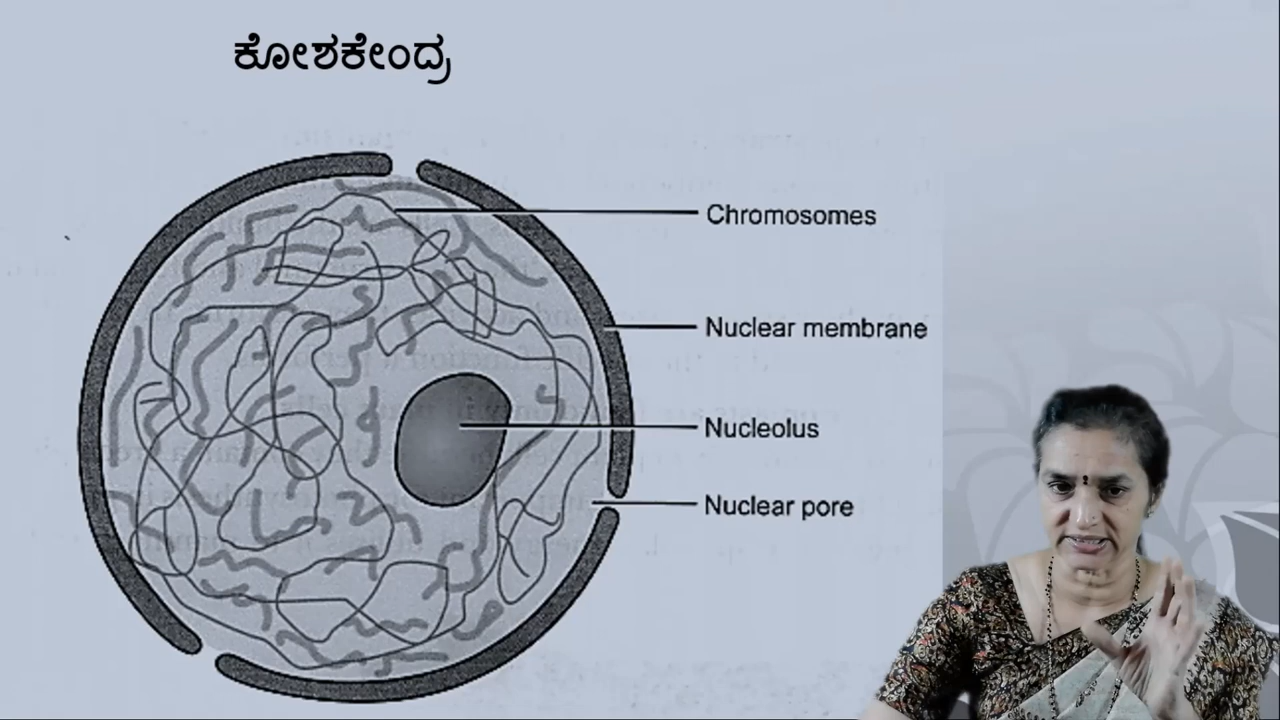 ಕೋಶಕೇಂದ್ರ
Chromosomes
Nuclear membrane
Nucleolus
Nuclear pore